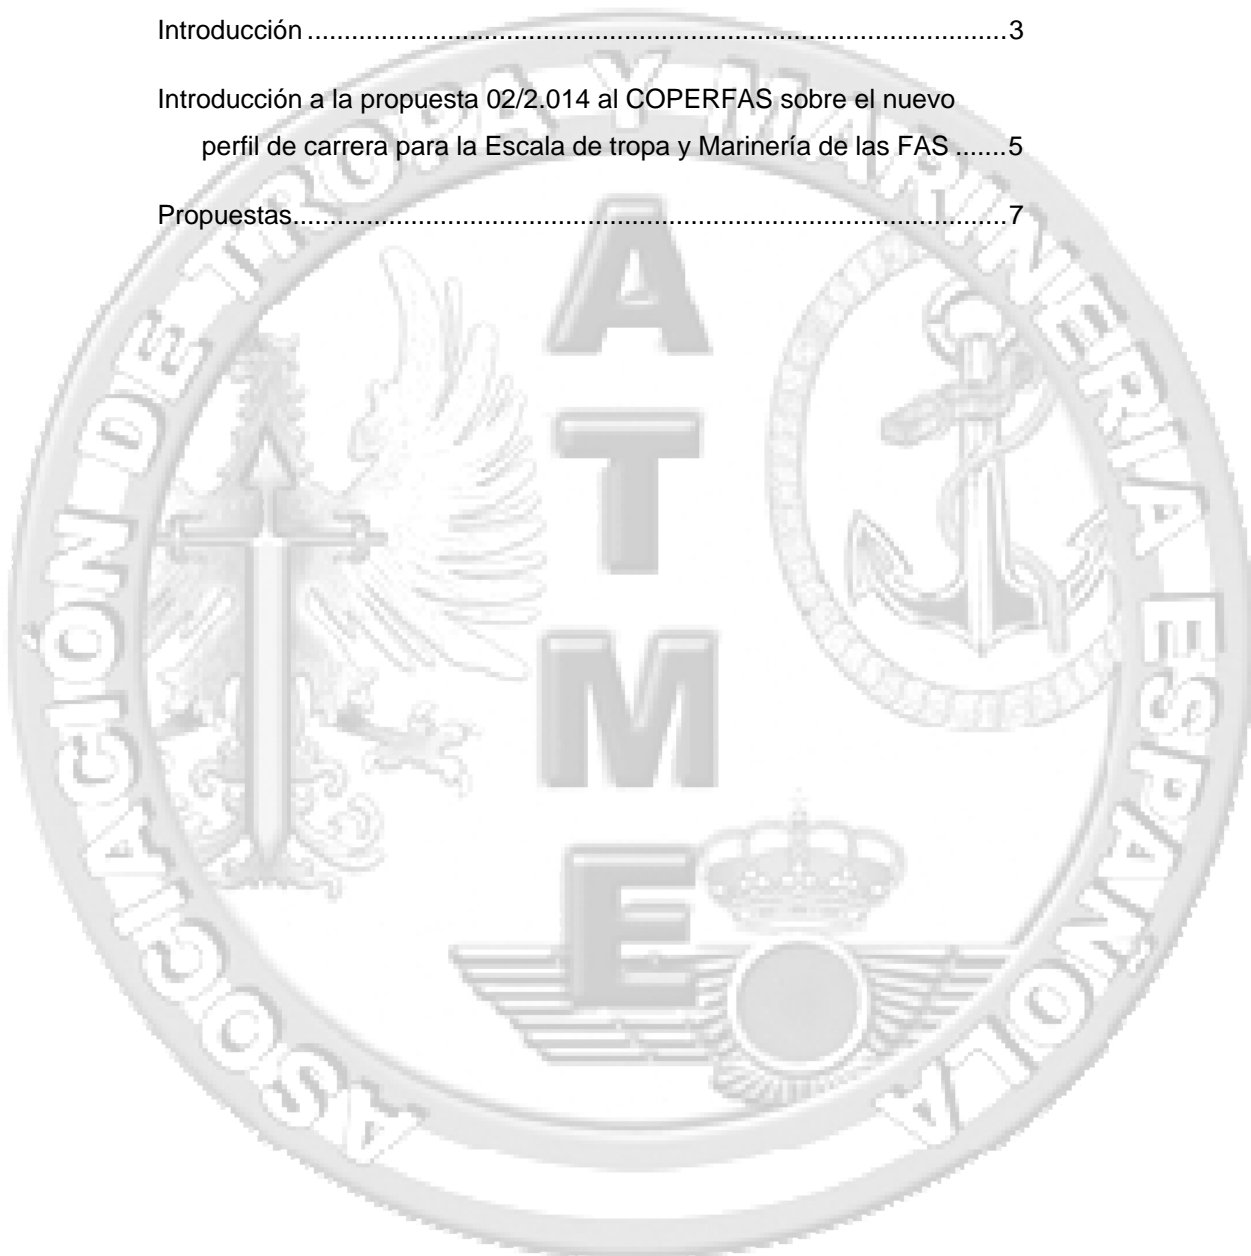 Introducción ...............................................................................................3
Introducción a la propuesta 02/2.014 al COPERFAS sobre el nuevo
perfil de carrera para la Escala de tropa y Marinería de las FAS .......5
Propuestas.................................................................................................7
ASOCIACIÓN DE TROPA Y MARINERIA ESPAÑOLA
A
T
M
E